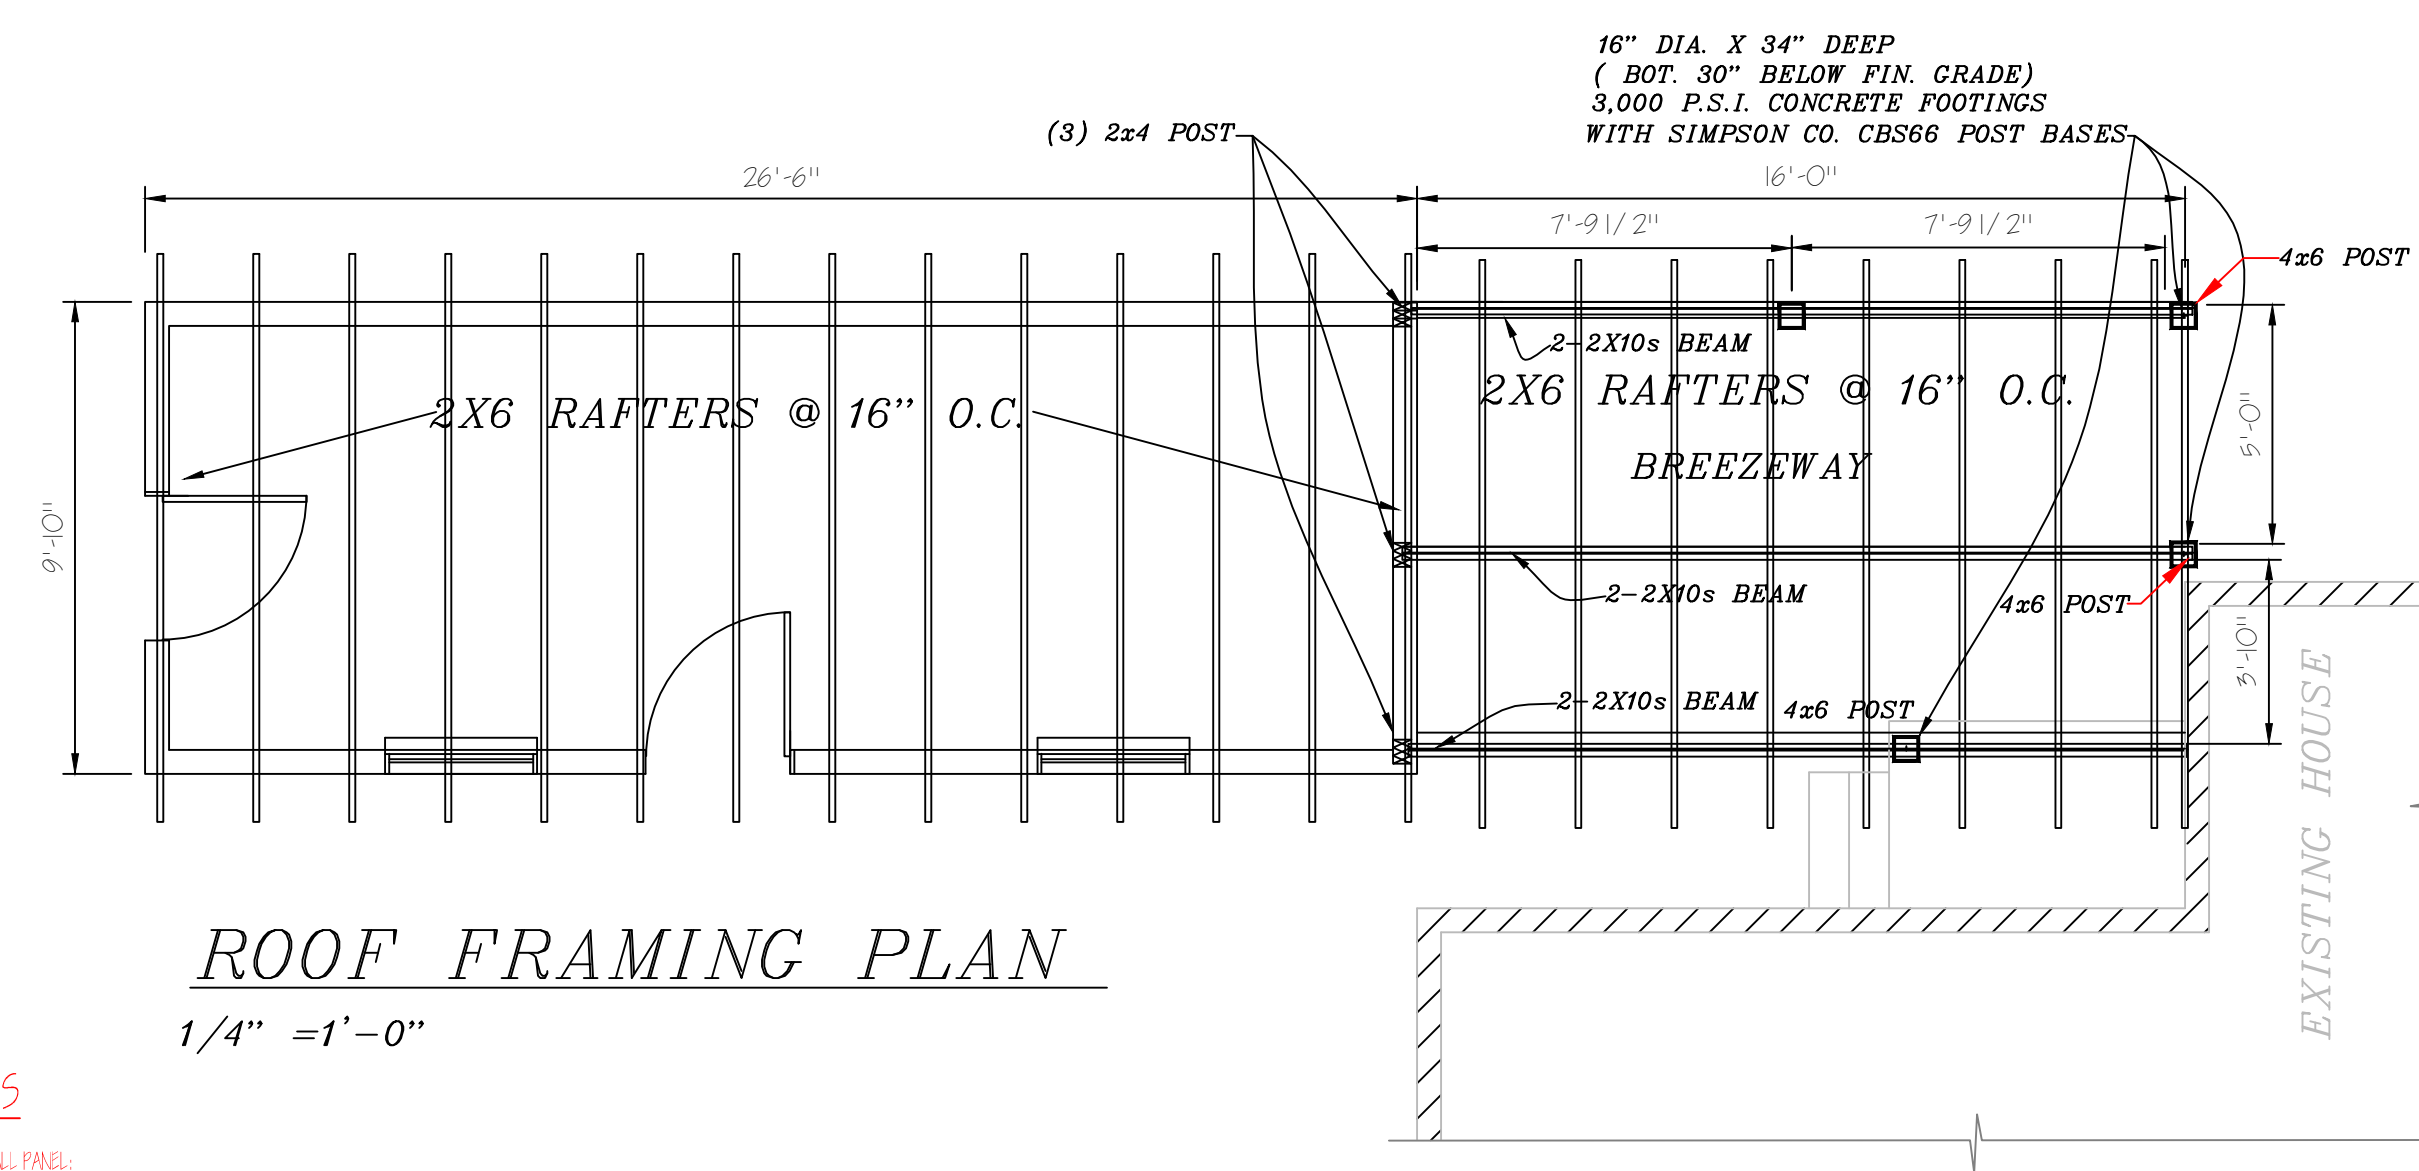 16” DIA. X 34” DEEP
( BOT. 30” BELOW FIN. GRADE)
3,000 P.S.I. CONCRETE FOOTINGS
WITH SIMPSON CO. CBS66 POST BASES
(3) 2x4 POST
26'-6"
16'-0"
7'-9 1/2"
7'-9 1/2"
4x6 POST
2-2X10s BEAM
2X6 RAFTERS @ 16” O.C.
2X6 RAFTERS @ 16” O.C.
BREEZEWAY
5'-0"
9'-10"
2-2X10s BEAM
4x6 POST
3'-10"
2-2X10s BEAM
4x6 POST
EXISTING HOUSE
ROOF FRAMING PLAN
1/4” =1’-0”
S
PANEL: